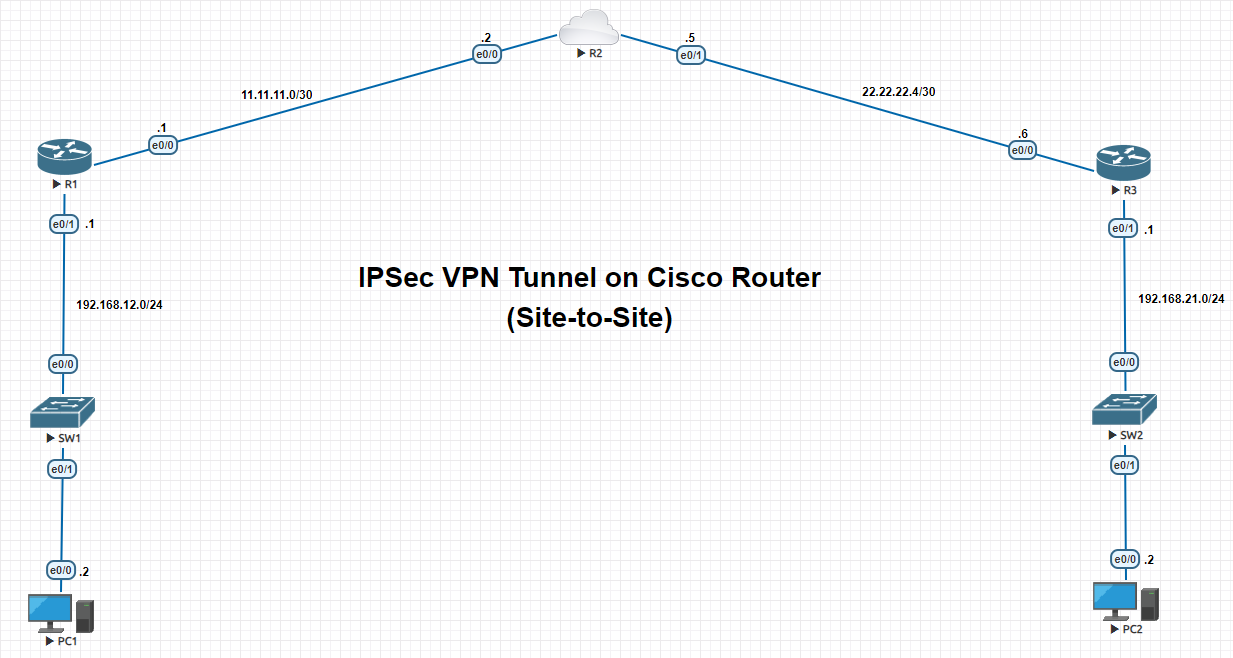 .2
e0/0
R2
.5
e0/1
11.11.11.0/30
22.22.22.4/30
.1
e0/0
R1
.6
e0/0
R3
e0/1 .1
e0/1 .1
IPSec VPN Tunnel on Cisco Router
(Site-to-Site)
192.168.12.0/24
192.168.21.0/24
e0/0
e0/0
SW1
SW2
e0/1
e0/1
e0/0 .2
e0/0 .2
PC1
PC2